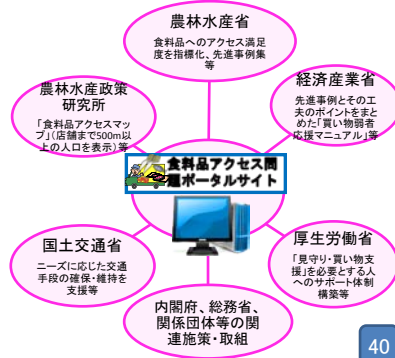 農林水産省
食料品へのアクセス満足
度を指標化、先進事例集
等
農林水産政策
研究所
「食料品アクセスマッ
プ」（店舗まで500m以
上の人口を表示）等
経済産業省
先進事例とその工
夫のポイントをまと
めた「買い物弱者
応援マニュアル」等
食料品アクセス問
題ポータルサイト
国土交通省
ニーズに応じた交通
手段の確保・維持を
支援等
厚生労働省
「見守り・買い物支
援」を必要とする人
へのサポート体制
構築等
内閣府、総務省、
関係団体等の関
連施策・取組
40